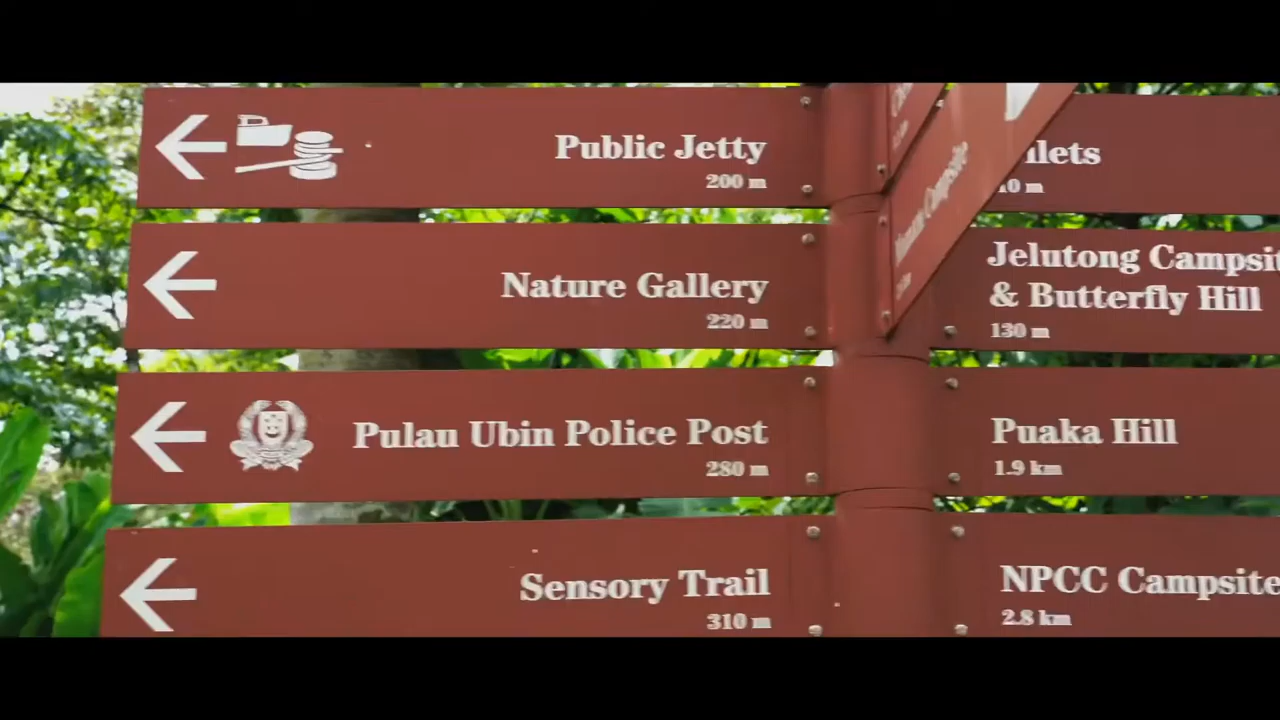 Public Jetty
200 m
Nature Gallery
220 m
Pulau Ubin Police Post
280 m
Sensory Trail
310 m
Campsite
Jelutong Campsit
& Butterfly Hill
130 m
Puaka Hill
1.9 km
NPCC Campsite
2.8 km